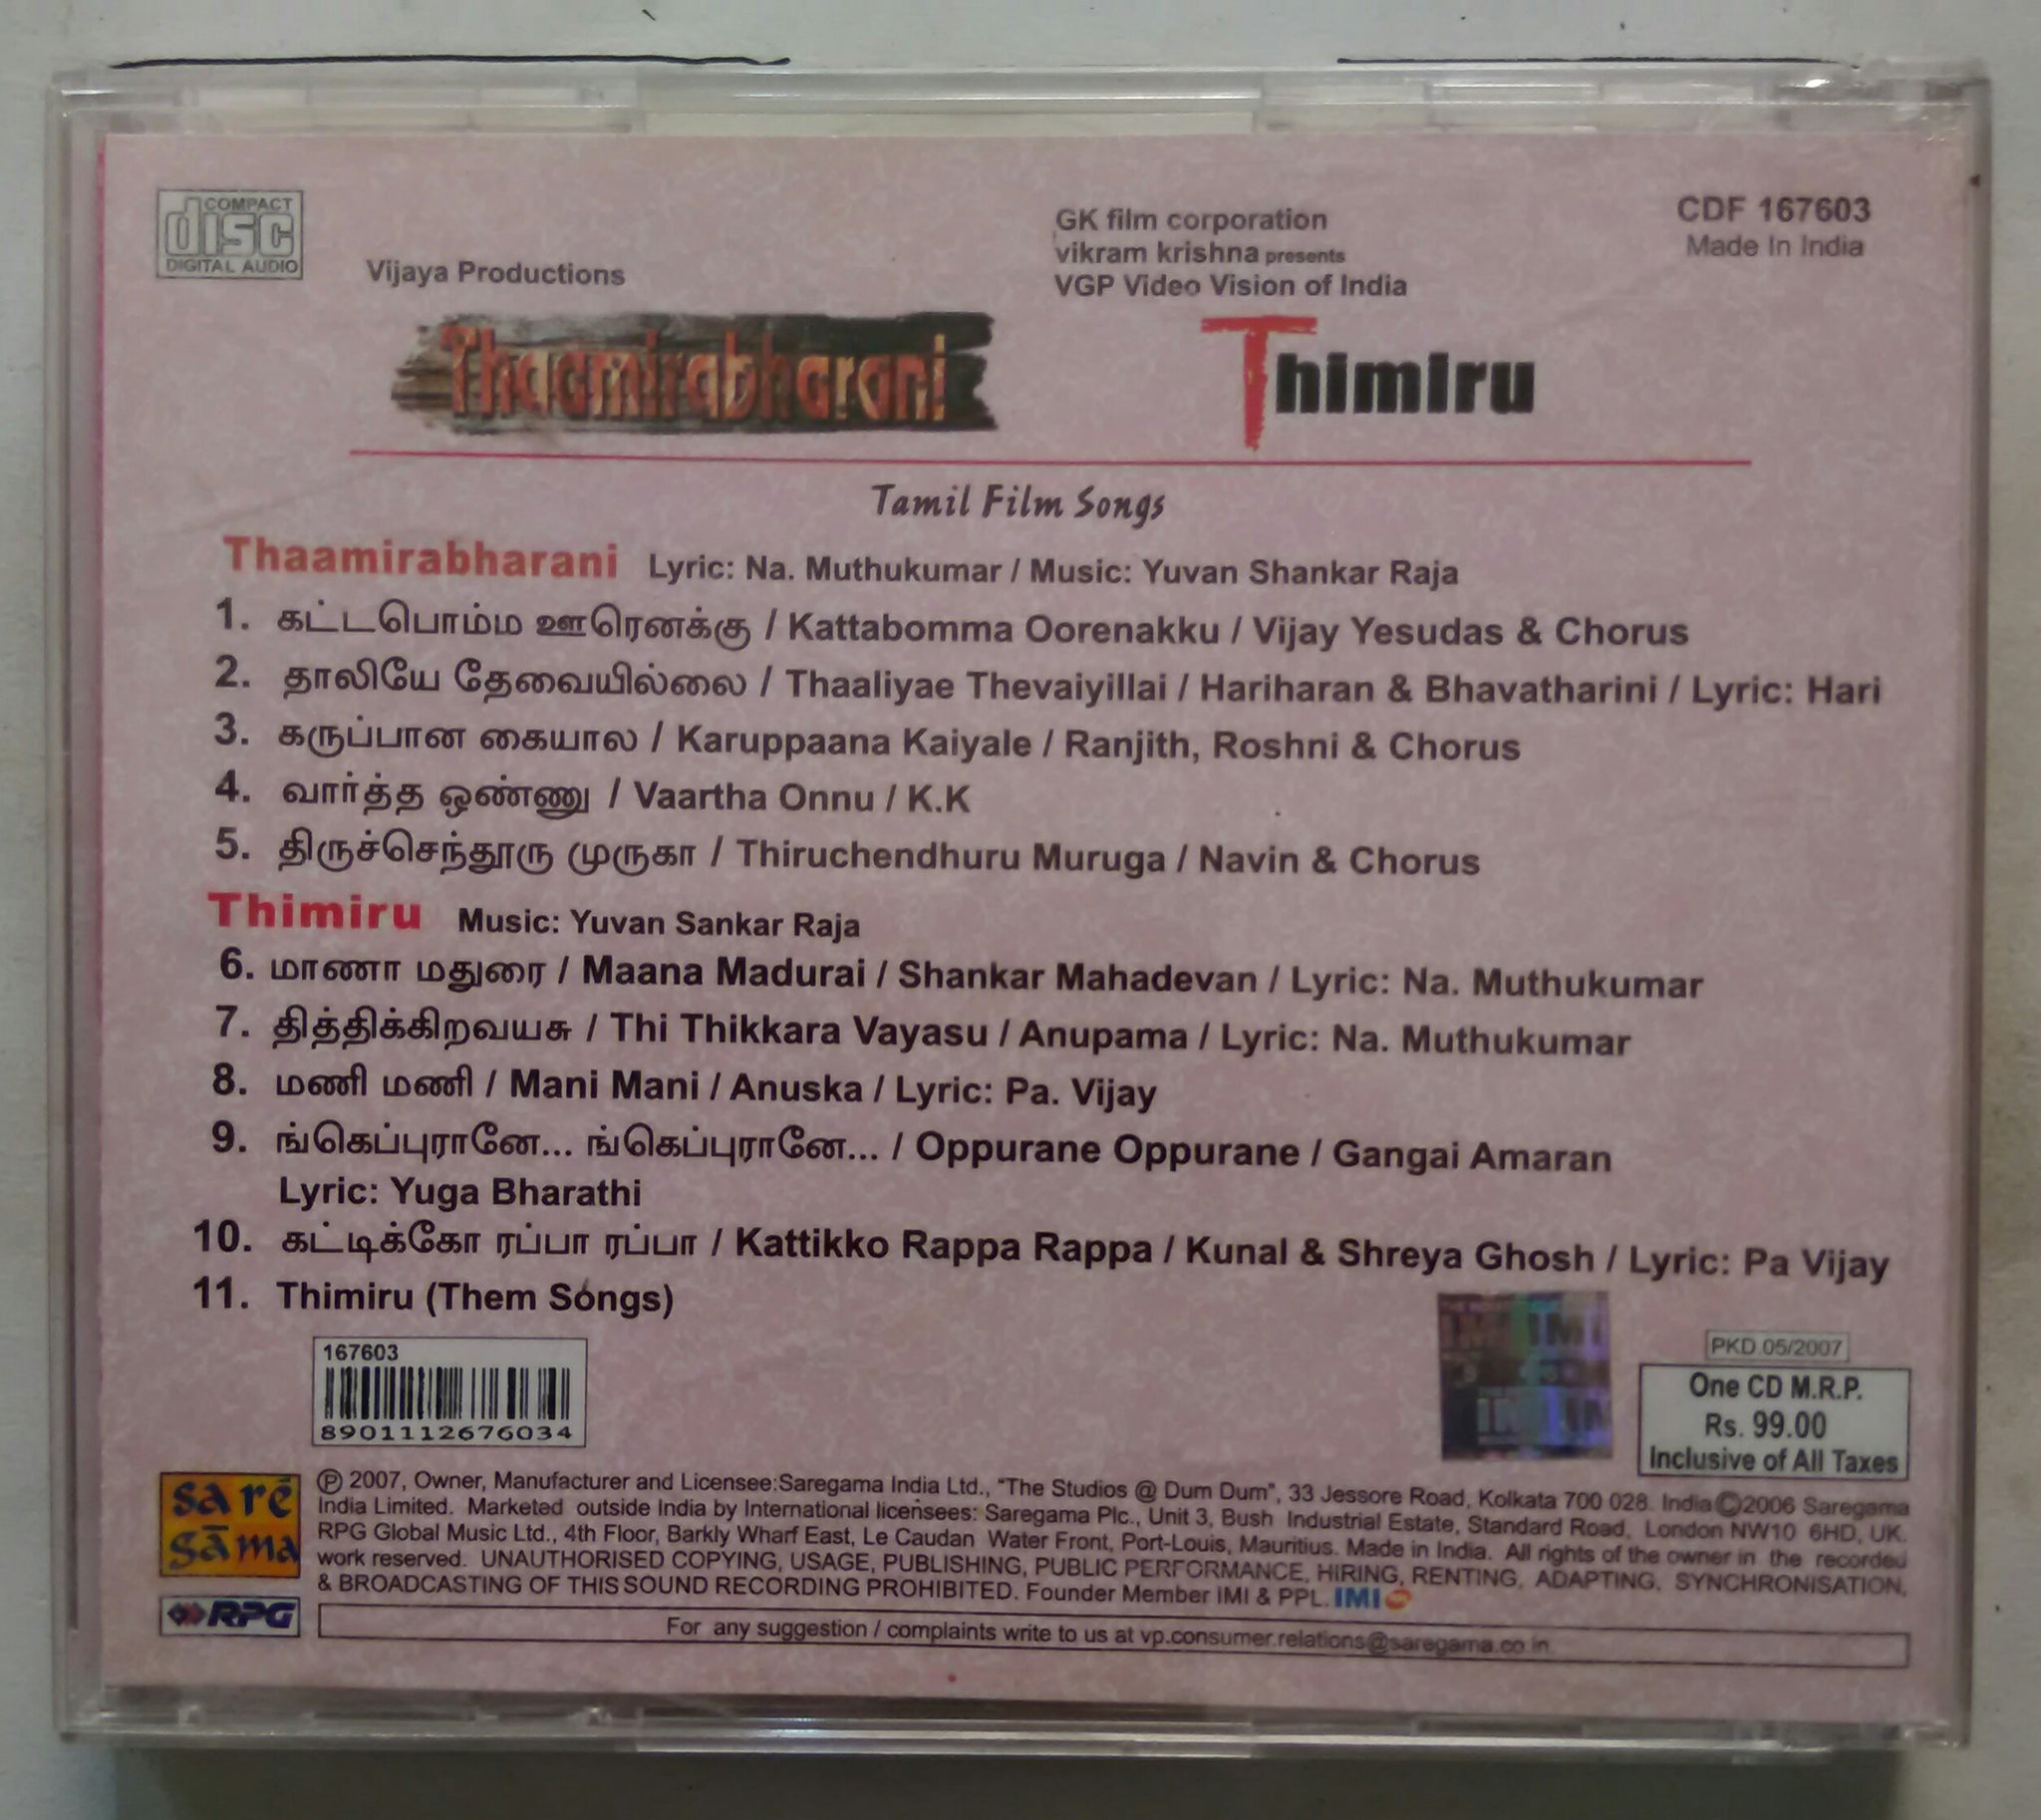 COMPACT
disc
DIGITAL AUDIO
Vijaya Productions
GK film corporation
vikram krishna presents
VGP Video Vision of India
CDF 167603
Made In India
Thaamirabharani
Thimiru
Tamil Film Songs
Thaamirabharani Lyric: Na. Muthukumar / Music: Yuvan Shankar Raja
1. கட்டபொம்ம ஊரெனக்கு / Kattabomma Oorenakku / Vijay Yesudas & Chorus
2. தாலியே தேவையில்லை / Thaaliyae Thevaiyillai / Hariharan & Bhavatharini / Lyric: Hari
3. கருப்பான கையால / Karuppaana Kaiyale / Ranjith, Roshni & Chorus
4. வார்த்த ஒண்ணு / Vaartha Onnu / K.K
5. திருச்செந்தூரு முருகா / Thiruchendhuru Muruga / Navin & Chorus
Thimiru Music: Yuvan Sankar Raja
6. மாணா மதுரை / Maana Madurai / Shankar Mahadevan / Lyric: Na. Muthukumar
7. தித்திக்கிறவயசு / Thi Thikkara Vayasu / Anupama / Lyric: Na. Muthukumar
8. மணி மணி / Mani Mani / Anuska / Lyric: Pa. Vijay
9. ங்கெப்புரானே... ங்கெப்புரானே... / Oppurane Oppurane / Gangai Amaran
Lyric: Yuga Bharathi
10. கட்டிக்கோ ரப்பா ரப்பா / Kattikko Rappa Rappa / Kunal & Shreya Ghosh / Lyric: Pa Vijay
11. Thimiru (Them Songs)
167603
8901112676034
IMI
PKD.05/2007
One CD M.R.P.
Rs. 99.00
Inclusive of All Taxes
sa rē
gāma
RPG
℗ 2007, Owner, Manufacturer and Licensee:Saregama India Ltd., "The Studios @ Dum Dum", 33 Jessore Road, Kolkata 700 028. India©2006 Saregama
India Limited. Marketed outside India by International licensees: Saregama Plc., Unit 3, Bush Industrial Estate, Standard Road, London NW10 6HD, UK.
RPG Global Music Ltd., 4th Floor, Barkly Wharf East, Le Caudan Water Front, Port-Louis, Mauritius. Made in India. All rights of the owner in the recorded
work reserved. UNAUTHORISED COPYING, USAGE, PUBLISHING, PUBLIC PERFORMANCE, HIRING, RENTING, ADAPTING, SYNCHRONISATION,
& BROADCASTING OF THIS SOUND RECORDING PROHIBITED. Founder Member IMI & PPL. IMI
For any suggestion / complaints write to us at vp.consumer.relations@saregama.co.in